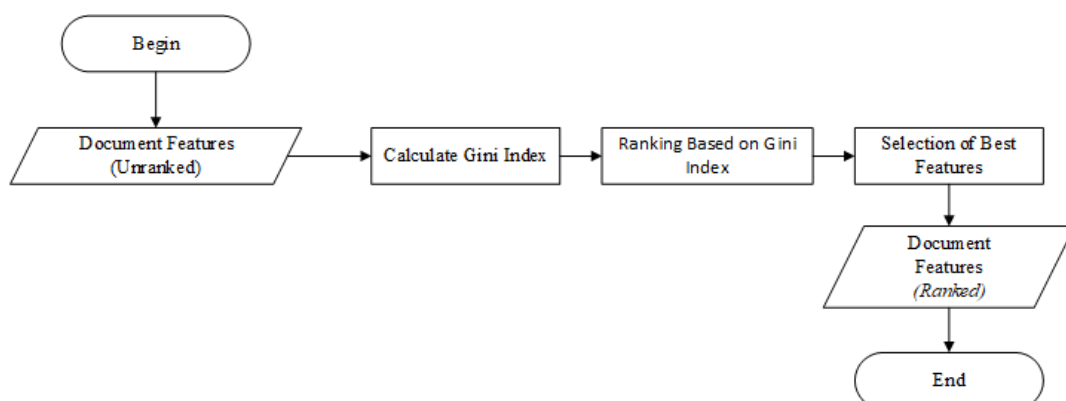 Begin
Document Features
(Unranked)
Calculate Gini Index
Ranking Based on Gini
Index
Selection of Best
Features
Document
Features
(Ranked)
End